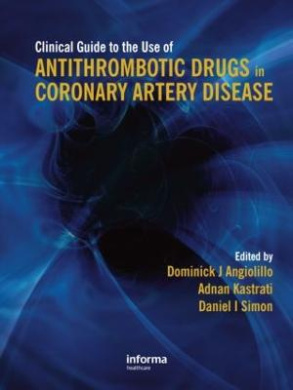 Clinical Guide to the Use of
ANTITHROMBOTIC DRUGS in
CORONARY ARTERY DISEASE
Edited by
Dominick J Angiolillo
Adnan Kastrati
Daniel I Simon
informa
healthcare